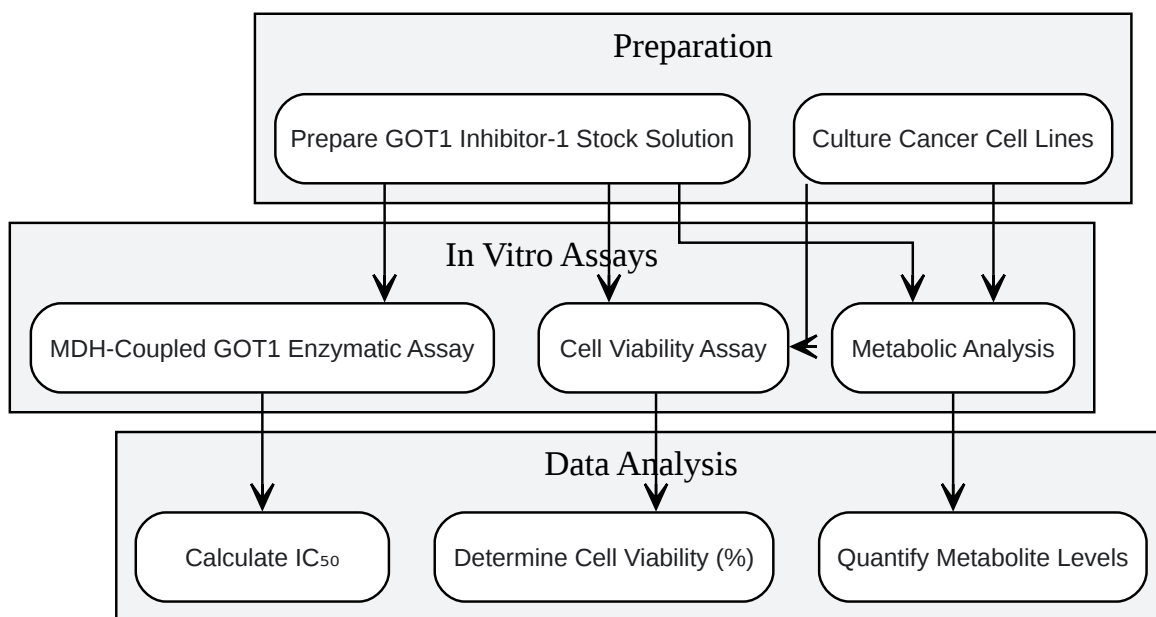 Preparation
Prepare GOT1 Inhibitor-1 Stock Solution
Culture Cancer Cell Lines
In Vitro Assays
MDH-Coupled GOT1 Enzymatic Assay
Cell Viability Assay
Metabolic Analysis
Data Analysis
Calculate IC₅₀
Determine Cell Viability (%)
Quantify Metabolite Levels